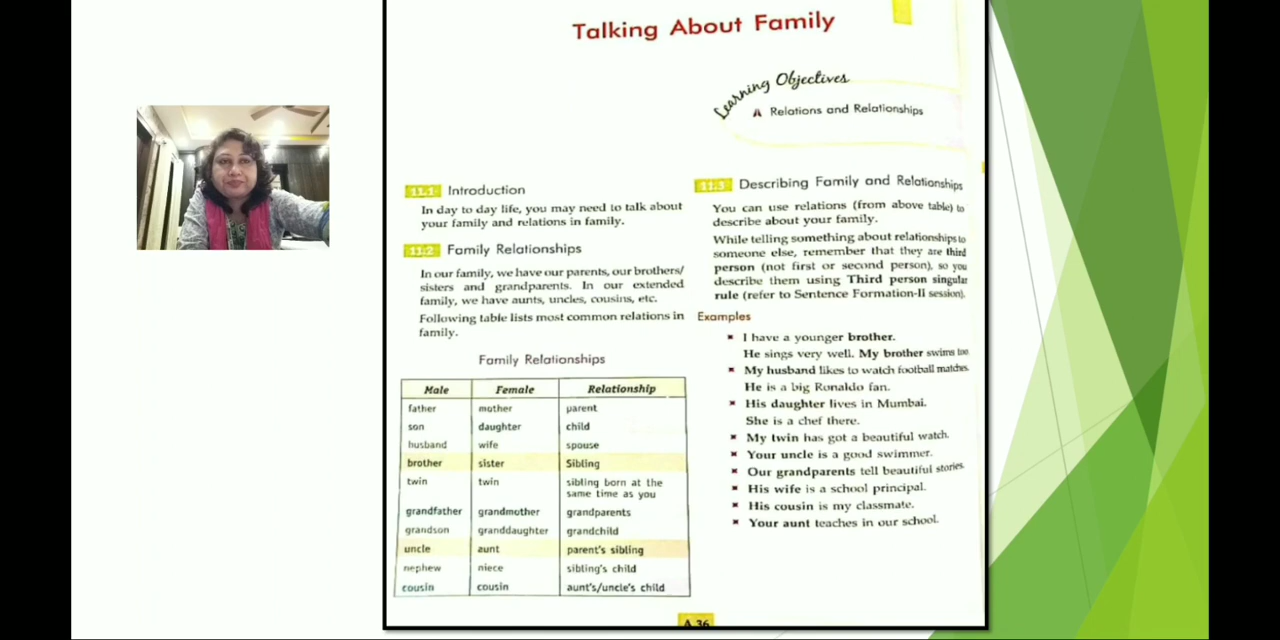 Talking About Family
Learning Objectives
Relations and Relationships
11.1 Introduction
In day to day life, you may need to talk about
your family and relations in family.
11.2 Family Relationships
In our family, we have our parents, our brothers/
sisters and grandparents. In our extended
family, we have aunts, uncles, cousins, etc.
Following table lists most common relations in
family.
Family Relationships
Male Female Relationship
father mother parent
son daughter child
husband wife spouse
brother sister Sibling
twin twin sibling born at the
same time as you
grandfather grandmother grandparents
grandson granddaughter grandchild
uncle aunt parent's sibling
nephew niece sibling's child
cousin cousin aunt's/uncle's child
11.3 Describing Family and Relationships
You can use relations (from above table) to
describe about your family.
While telling something about relationships to
someone else, remember that they are third
person (not first or second person), so you
describe them using Third person singular
rule (refer to Sentence Formation-II session).
Examples
I have a younger brother.
He sings very well. My brother swims too
My husband likes to watch football matches.
He is a big Ronaldo fan.
His daughter lives in Mumbai.
She is a chef there.
My twin has got a beautiful watch.
Your uncle is a good swimmer.
Our grandparents tell beautiful stories.
His wife is a school principal.
His cousin is my classmate.
Your aunt teaches in our school.
A.36